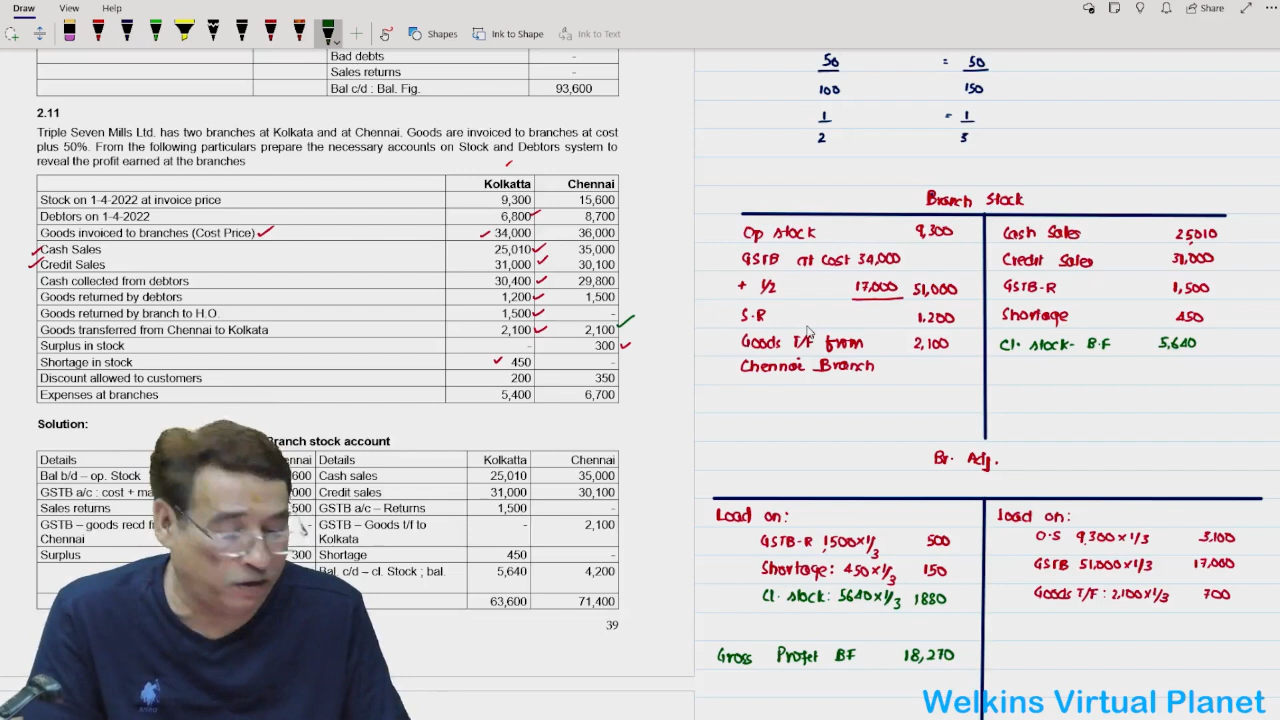 Draw View Help Share
Shapes Ink to Shape Ink to Text
Bad debts -
Sales returns -
Bal c/d : Bal. Fig. 93,600
2.11
Triple Seven Mills Ltd. has two branches at Kolkata and at Chennai. Goods are invoiced to branches at cost
plus 50%. From the following particulars prepare the necessary accounts on Stock and Debtors system to
reveal the profit earned at the branches
Kolkatta Chennai
Stock on 1-4-2022 at invoice price 9,300 15,600
Debtors on 1-4-2022 6,800 8,700
Goods invoiced to branches (Cost Price) 34,000 36,000
Cash Sales 25,010 35,000
Credit Sales 31,000 30,100
Cash collected from debtors 30,400 29,800
Goods returned by debtors 1,200 1,500
Goods returned by branch to H.O. 1,500 -
Goods transferred from Chennai to Kolkata 2,100 2,100
Surplus in stock - 300
Shortage in stock 450 -
Discount allowed to customers 200 350
Expenses at branches 5,400 6,700
Solution:
Branch stock account
Details Details Kolkatta Chennai
Bal b/d – op. Stock 600 Cash sales 25,010 35,000
GSTB a/c : cost + 000 Credit sales 31,000 30,100
Sales returns 500 GSTB a/c – Returns 1,500 -
GSTB – goods recd - GSTB – Goods t/f to - 2,100
Chennai Kolkata
Surplus 300 Shortage 450 -
Bal. c/d – cl. Stock ; bal. 5,640 4,200
63,600 71,400
39
50 = 50
100 150
1 = 1
2 3
Branch Stock
Op stock 9,300 Cash Sales 25010
GSTB at Cost 34,000 Credit Sales 31,000
+ 1/2 17,000 51,000 GSTB-R 1,500
S.R 1,200 Shortage 450
Goods T/F from 2,100 Cl. stock- B.F 5,640
Chennai Branch
Br. Adj.
Load on: load on:
GSTB-R 1500x1/3 500 O.S 9,300x1/3 3,100
Shortage: 450x1/3 150 GSTB 51,000x1/3 17,000
Cl. stock: 5640x1/3 1880 Goods T/F: 2,100x1/3 700
Gross Profet BF 18,270
Welkins Virtual Planet